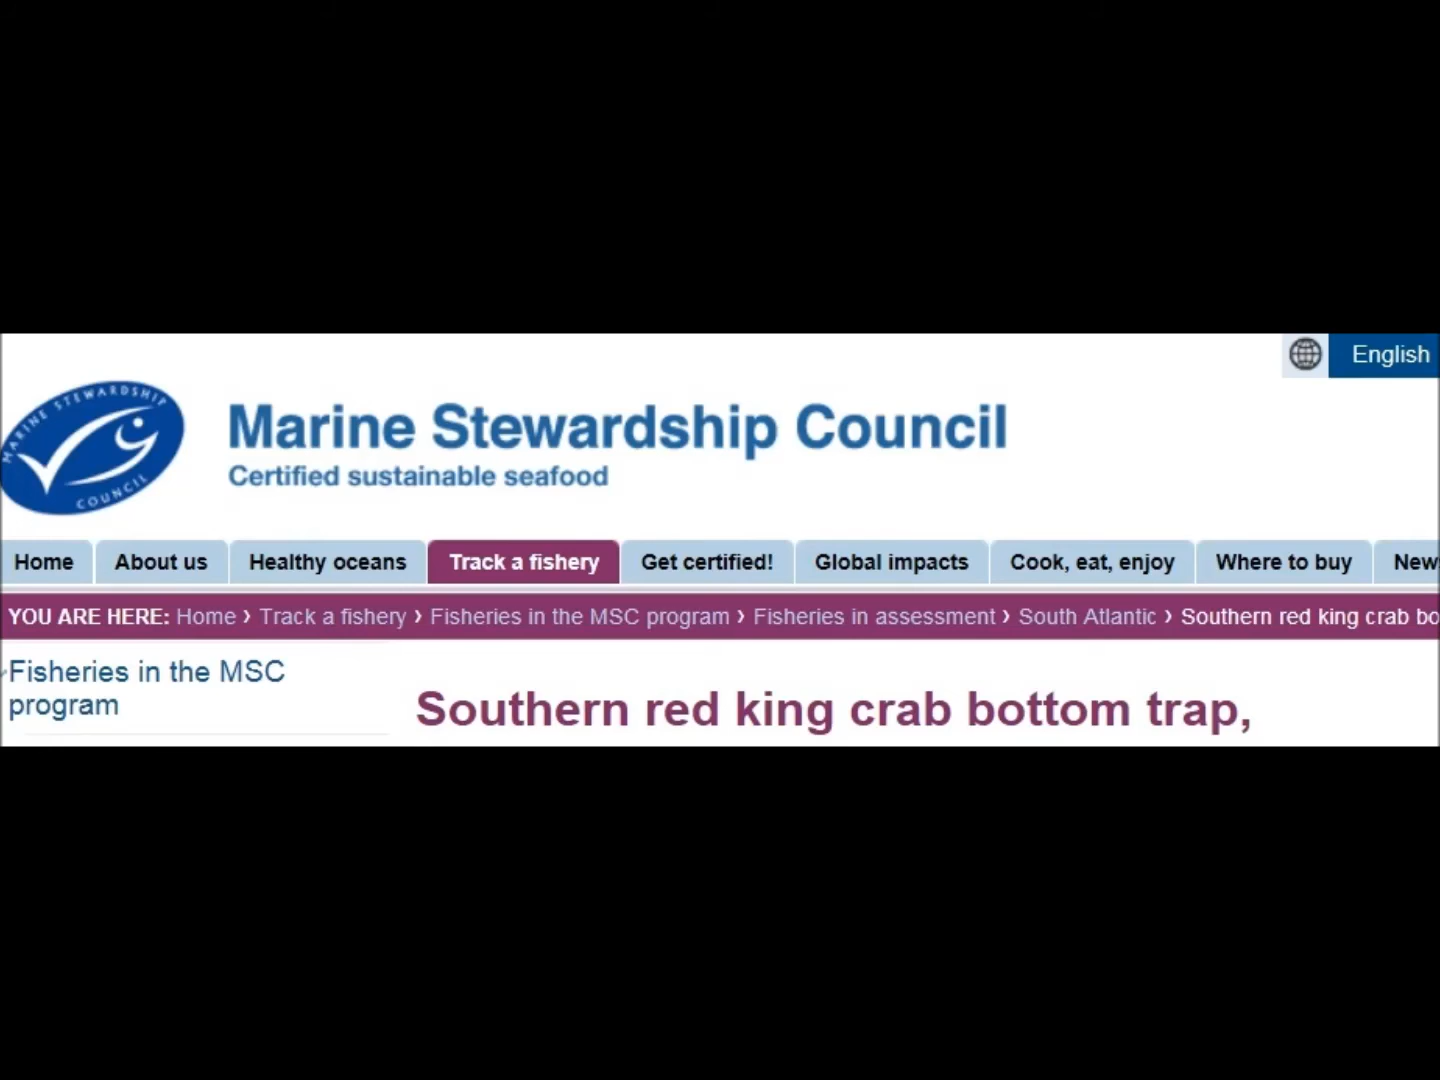 English
MARINE STEWARDSHIP
COUNCIL
Marine Stewardship Council
Certified sustainable seafood
Home About us Healthy oceans Track a fishery Get certified! Global impacts Cook, eat, enjoy Where to buy New
YOU ARE HERE: Home › Track a fishery › Fisheries in the MSC program › Fisheries in assessment › South Atlantic › Southern red king crab bo
Fisheries in the MSC
program
Southern red king crab bottom trap,